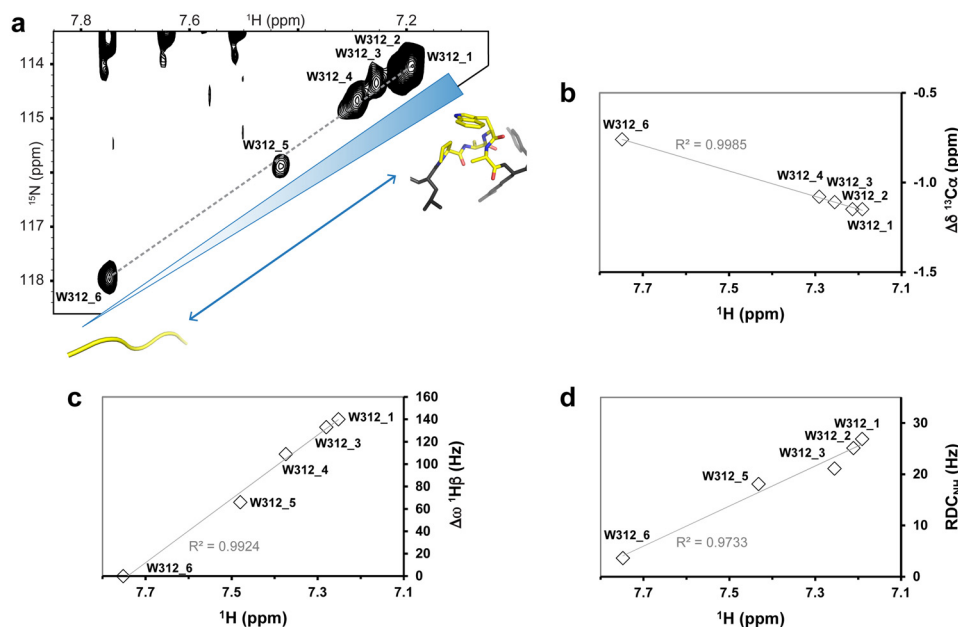 a
7.8 7.6 ¹H (ppm) 7.4 7.2
¹⁵N (ppm)
114
115
116
117
118
W312_2
W312_3
W312_1
W312_4
W312_5
W312_6
b
-0.5
-1.0
-1.5
Δδ ¹³Cα (ppm)
W312_6
R² = 0.9985
W312_4
W312_3
W312_2
W312_1
7.7 7.5 7.3 7.1
¹H (ppm)
c
160
140
120
100
80
60
40
20
0
Δω ¹Hβ (Hz)
W312_1
W312_3
W312_4
W312_5
R² = 0.9924
W312_6
7.7 7.5 7.3 7.1
¹H (ppm)
d
30
20
10
0
RDC_NH (Hz)
W312_1
W312_2
W312_3
W312_5
W312_6
R² = 0.9733
7.7 7.5 7.3 7.1
¹H (ppm)